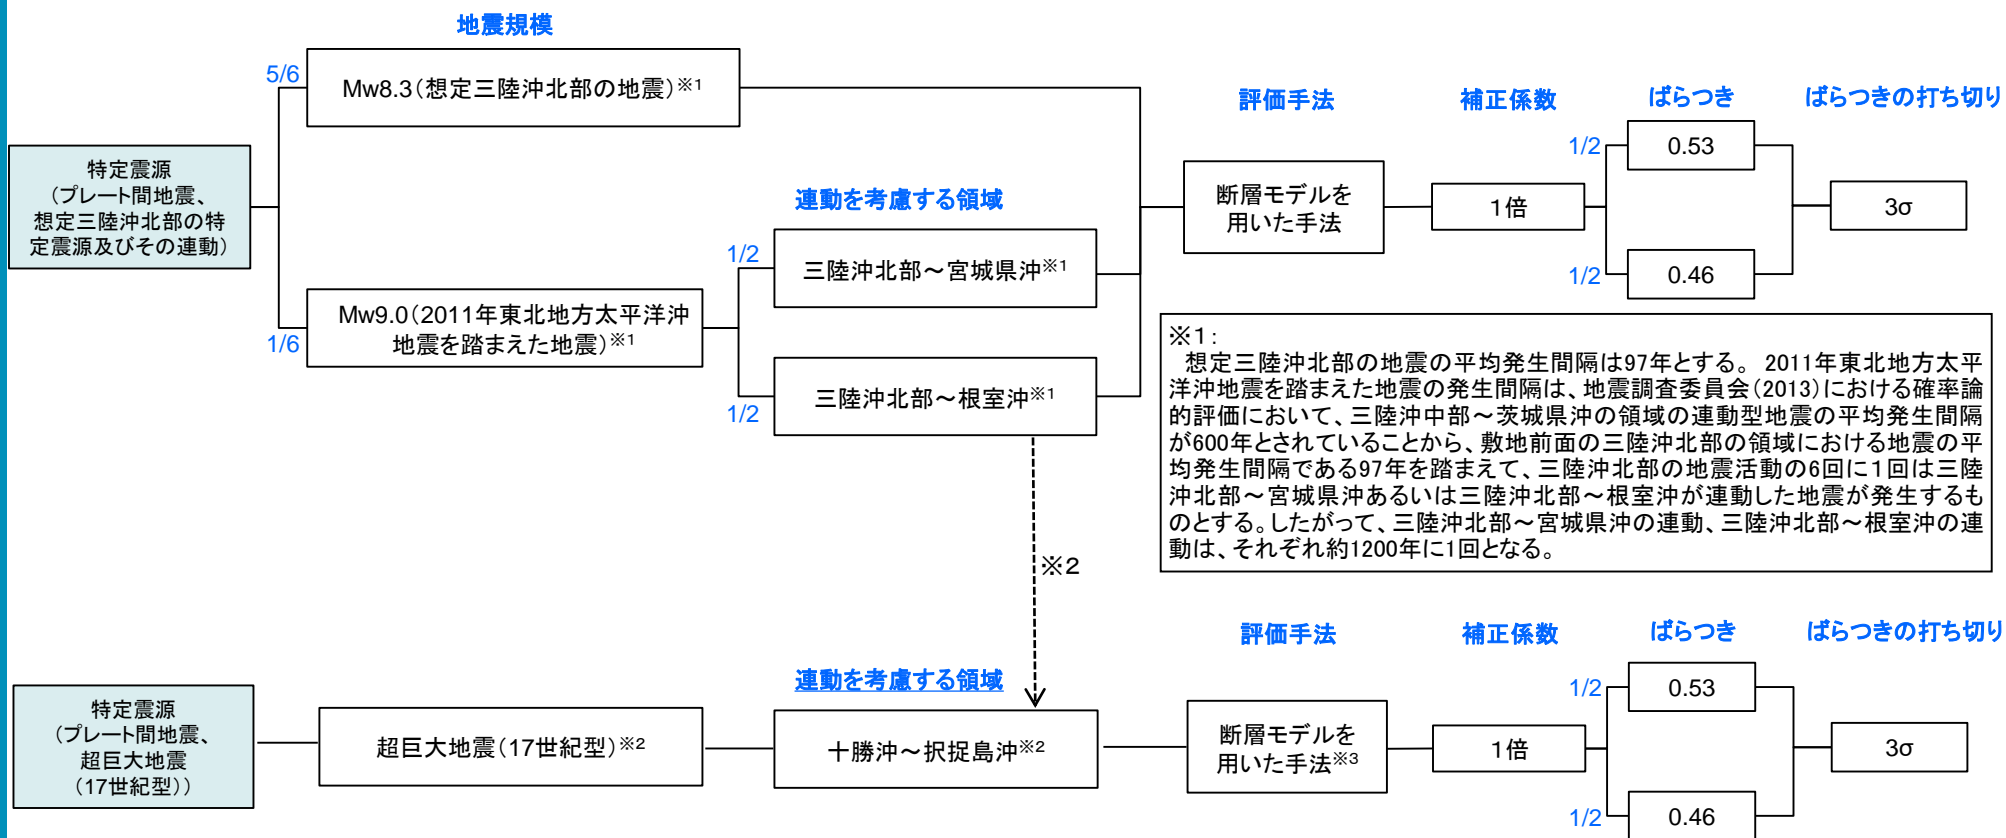 地震規模
5/6
Mw8.3(想定三陸沖北部の地震)※1
特定震源
(プレート間地震、
想定三陸沖北部の特
定震源及びその連動)
1/6
Mw9.0(2011年東北地方太平洋沖
地震を踏まえた地震)※1
連動を考慮する領域
1/2
三陸沖北部～宮城県沖※1
1/2
三陸沖北部～根室沖※1
評価手法
補正係数
ばらつき
ばらつきの打ち切り
断層モデルを
用いた手法
1倍
1/2
0.53
1/2
0.46
3σ
※1:
想定三陸沖北部の地震の平均発生間隔は97年とする。 2011年東北地方太平
洋沖地震を踏まえた地震の発生間隔は、地震調査委員会(2013)における確率論
的評価において、三陸沖中部～茨城県沖の領域の連動型地震の平均発生間隔
が600年とされていることから、敷地前面の三陸沖北部の領域における地震の平
均発生間隔である97年を踏まえて、三陸沖北部の地震活動の6回に1回は三陸
沖北部～宮城県沖あるいは三陸沖北部～根室沖が連動した地震が発生するも
のとする。したがって、三陸沖北部～宮城県沖の連動、三陸沖北部～根室沖の連
動は、それぞれ約1200年に1回となる。
※2
特定震源
(プレート間地震、
超巨大地震
(17世紀型))
超巨大地震(17世紀型)※2
連動を考慮する領域
十勝沖～択捉島沖※2
評価手法
補正係数
ばらつき
ばらつきの打ち切り
断層モデルを
用いた手法※3
1倍
1/2
0.53
1/2
0.46
3σ